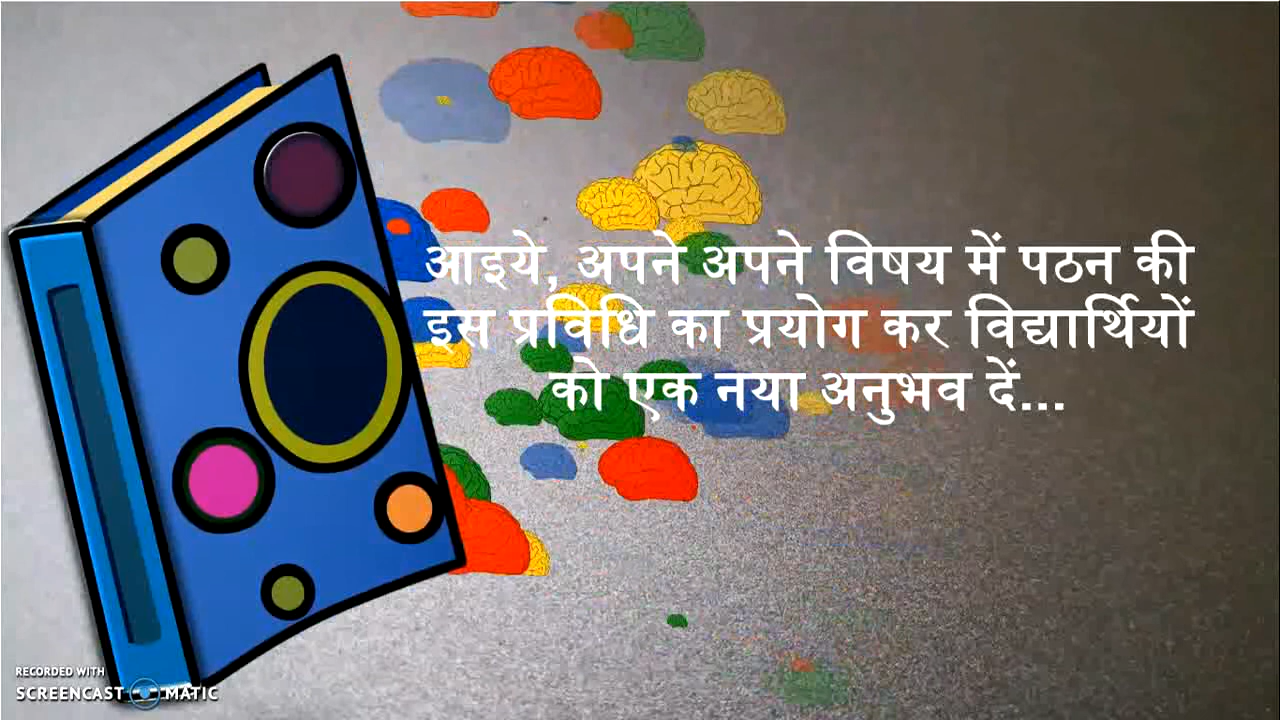 आइये, अपने अपने विषय में पठन की
इस प्रविधि का प्रयोग कर विद्यार्थियों
को एक नया अनुभव दें...
RECORDED WITH
SCREENCAST MATIC